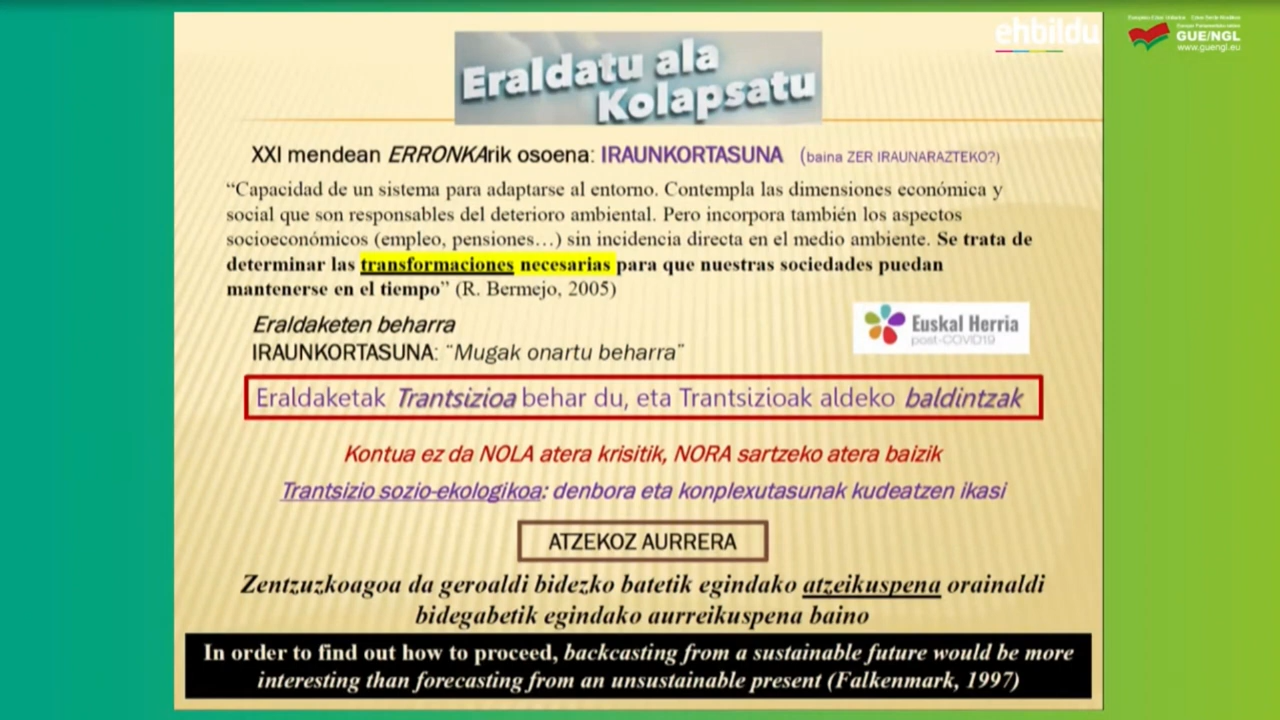 ehbildu
GUE/NGL
www.guengl.eu
Eraldatu ala
Kolapsatu
XXI mendean ERRONKArik osoena: IRAUNKORTASUNA (baina ZER IRAUNARAZTEKO?)
“Capacidad de un sistema para adaptarse al entorno. Contempla las dimensiones económica y
social que son responsables del deterioro ambiental. Pero incorpora también los aspectos
socioeconómicos (empleo, pensiones…) sin incidencia directa en el medio ambiente. Se trata de
determinar las transformaciones necesarias para que nuestras sociedades puedan
mantenerse en el tiempo” (R. Bermejo, 2005)
Eraldaketen beharra
IRAUNKORTASUNA: “Mugak onartu beharra”
Euskal Herria
post-COVID19
Eraldaketak Trantsizioa behar du, eta Trantsizioak aldeko baldintzak
Kontua ez da NOLA atera krisitik, NORA sartzeko atera baizik
Trantsizio sozio-ekologikoa: denbora eta konplexutasunak kudeatzen ikasi
ATZEKOZ AURRERA
Zentzuzkoagoa da geroaldi bidezko batetik egindako atzeikuspena orainaldi
bidegabetik egindako aurreikuspena baino
In order to find out how to proceed, backcasting from a sustainable future would be more
interesting than forecasting from an unsustainable present (Falkenmark, 1997)